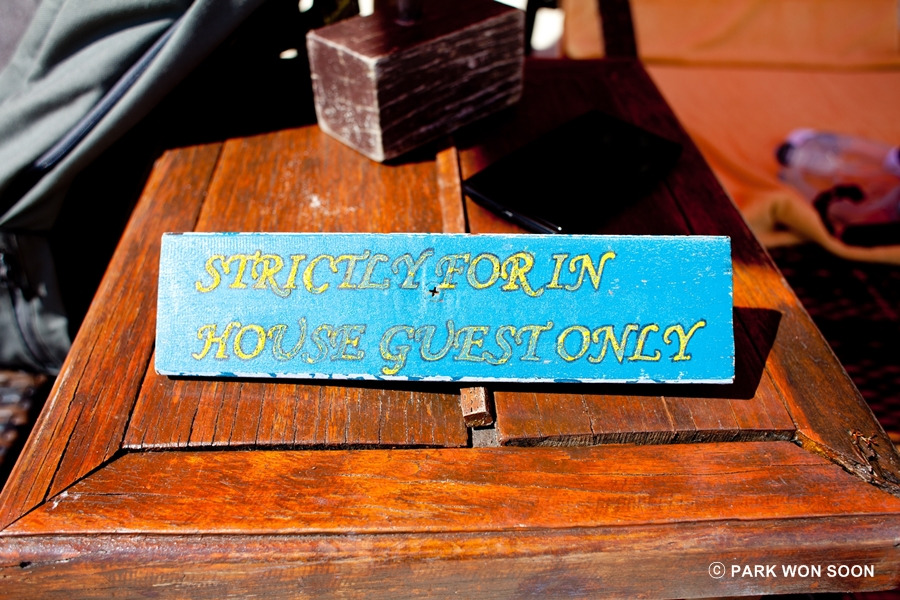 STRICTLY FOR IN
HOUSE GUEST ONLY
© PARK WON SOON